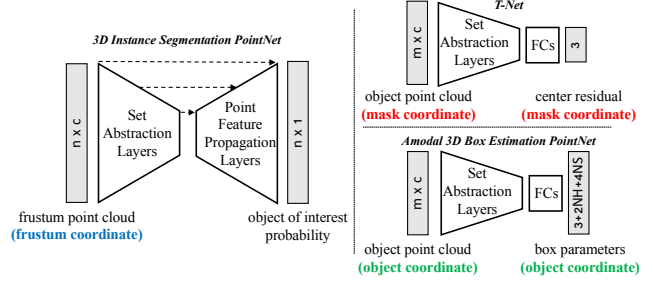 3D Instance Segmentation PointNet
n x c
Set
Abstraction
Layers
Point
Feature
Propagation
Layers
n x 1
frustum point cloud
(frustum coordinate)
object of interest
probability
T-Net
m x c
Set
Abstraction
Layers
FCs
3
object point cloud
(mask coordinate)
center residual
(mask coordinate)
Amodal 3D Box Estimation PointNet
m x c
Set
Abstraction
Layers
FCs
3+2NH+4NS
object point cloud
(object coordinate)
box parameters
(object coordinate)